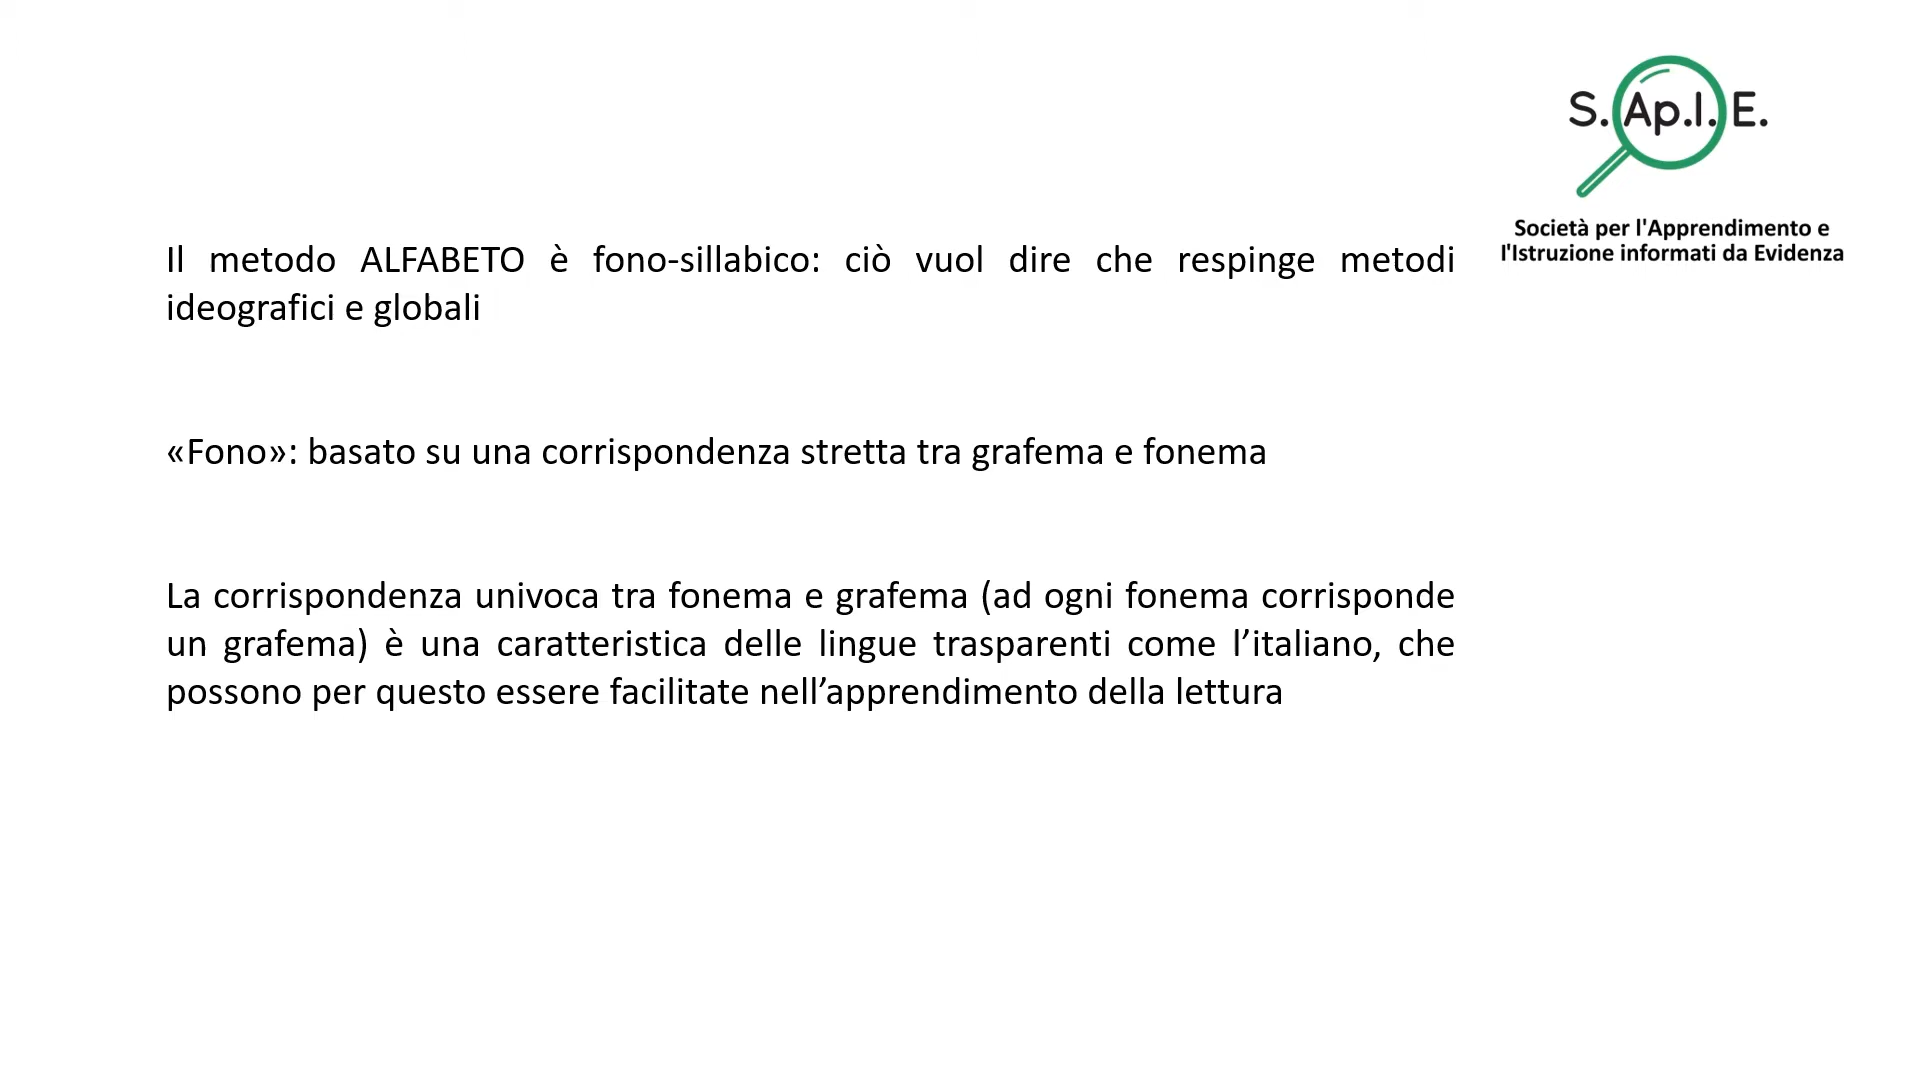 S.Ap.I.E.
Società per l'Apprendimento e
l'Istruzione informati da Evidenza
Il metodo ALFABETO è fono-sillabico: ciò vuol dire che respinge metodi
ideografici e globali
«Fono»: basato su una corrispondenza stretta tra grafema e fonema
La corrispondenza univoca tra fonema e grafema (ad ogni fonema corrisponde
un grafema) è una caratteristica delle lingue trasparenti come l’italiano, che
possono per questo essere facilitate nell’apprendimento della lettura